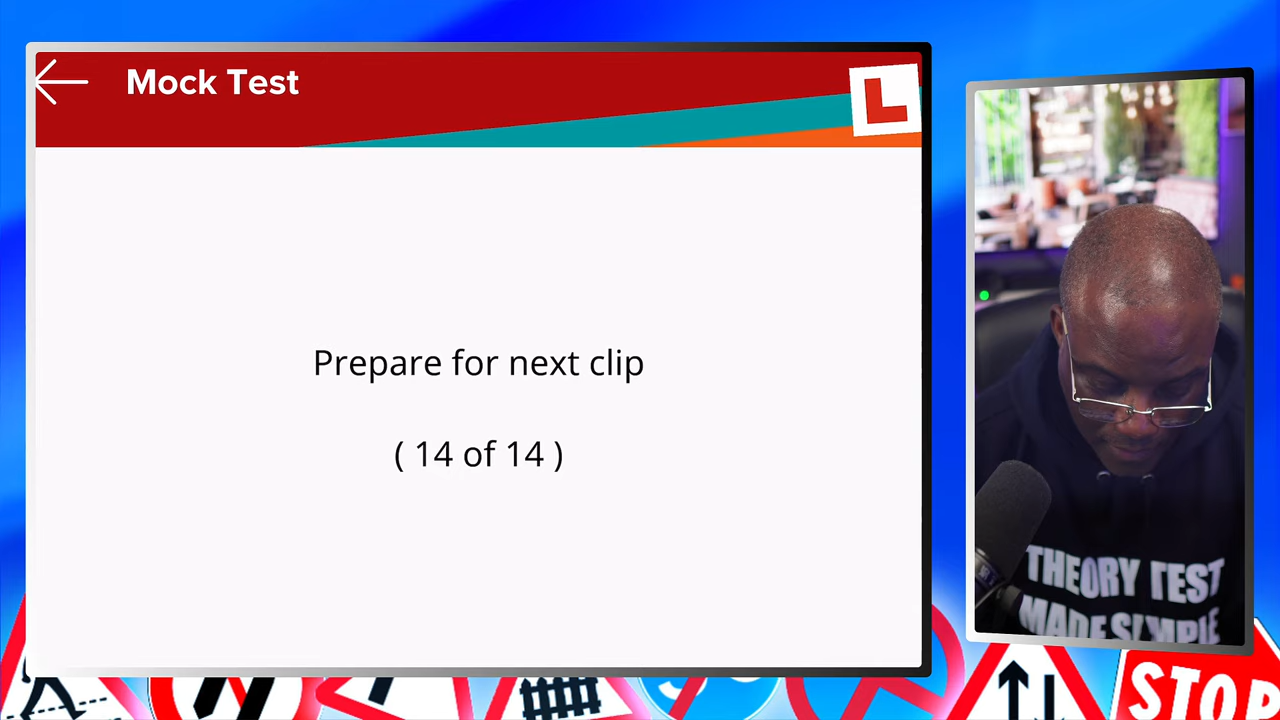 Mock Test
L
Prepare for next clip
( 14 of 14 )
THEORY TEST
MADE SIMPLE
STOP